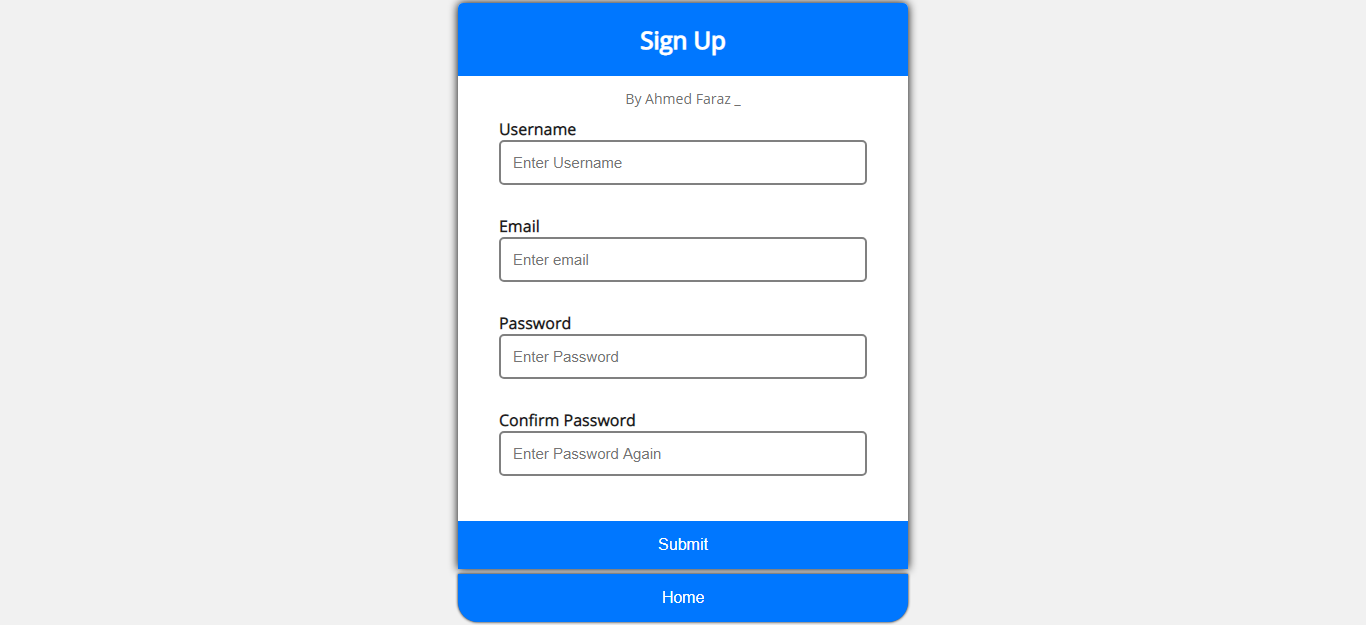 Sign Up
By Ahmed Faraz _
Username
Enter Username
Email
Enter email
Password
Enter Password
Confirm Password
Enter Password Again
Submit
Home